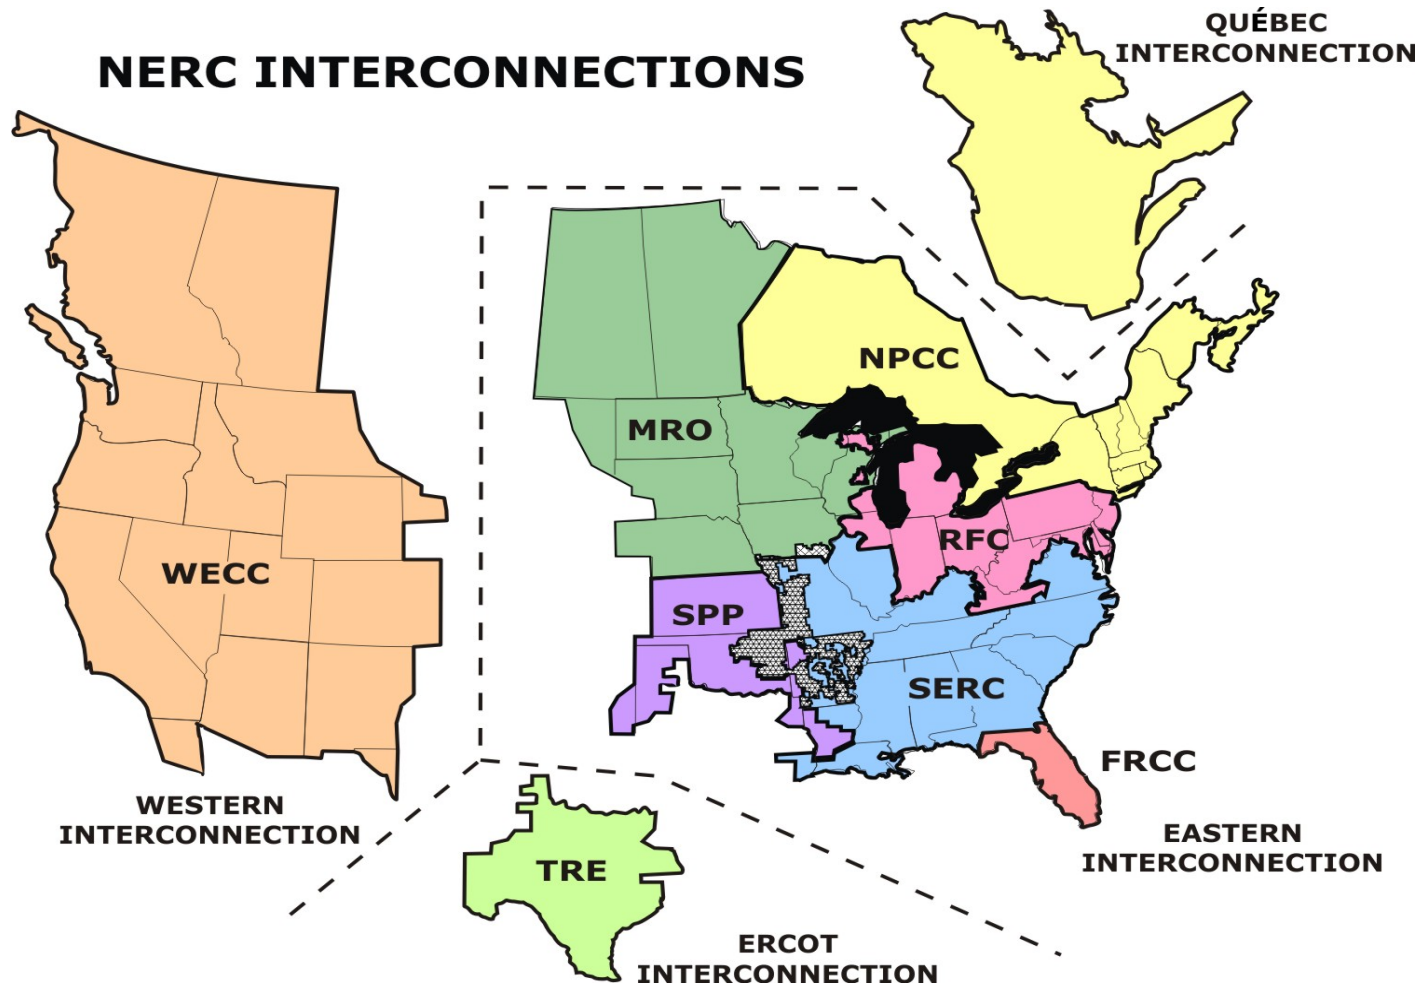 NERC INTERCONNECTIONS
QUÉBEC
INTERCONNECTION
NPCC
MRO
RFC
WECC
SPP
SERC
FRCC
WESTERN
INTERCONNECTION
EASTERN
INTERCONNECTION
TRE
ERCOT
INTERCONNECTION